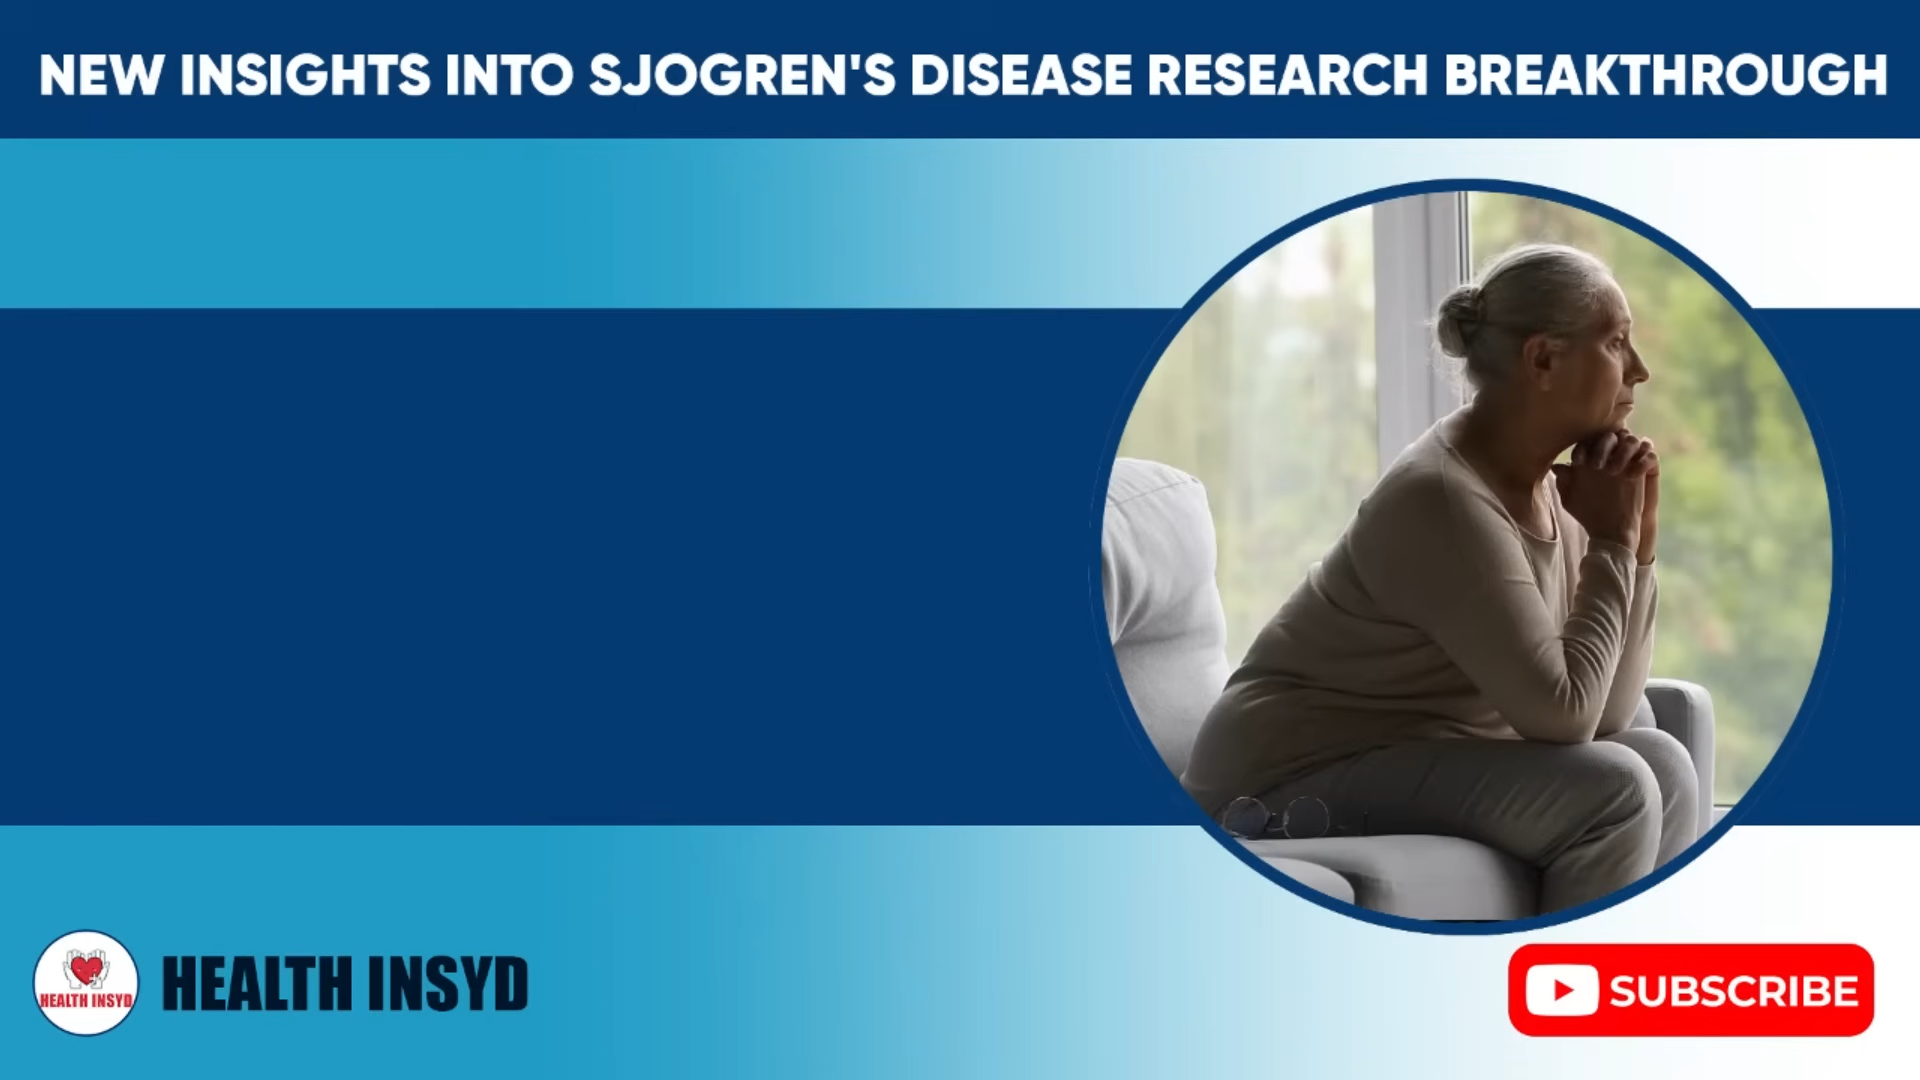 NEW INSIGHTS INTO SJOGREN'S DISEASE RESEARCH BREAKTHROUGH
HEALTH INSYD
HEALTH INSYD
SUBSCRIBE